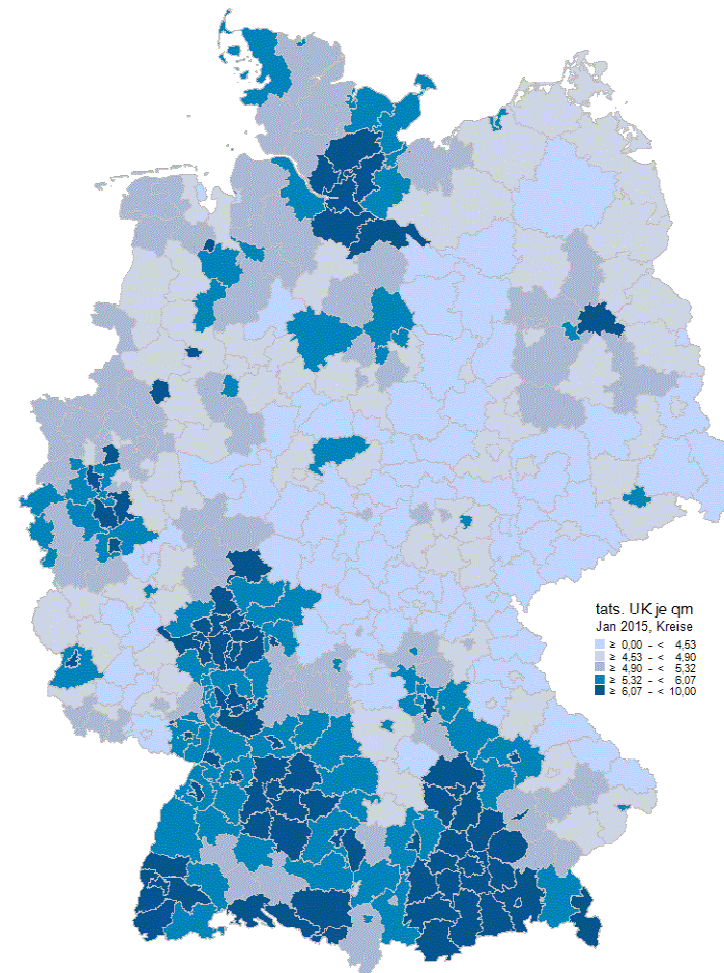 tats. UK je qm
Jan 2015, Kreise
≥ 0,00 - < 4,53
≥ 4,53 - < 4,90
≥ 4,90 - < 5,32
≥ 5,32 - < 6,07
≥ 6,07 - < 10,00